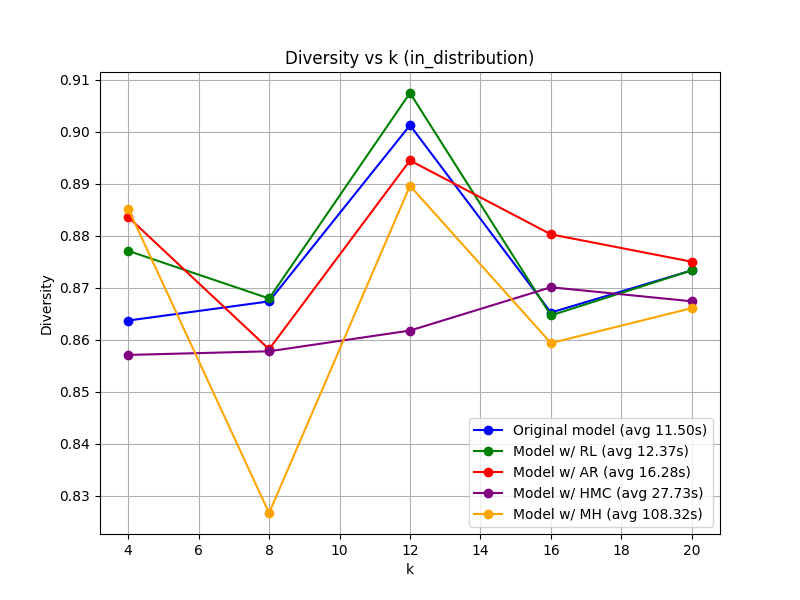 Diversity vs k (in_distribution)
0.91
0.90
0.89
0.88
0.87
0.86
0.85
0.84
0.83
Diversity
Original model (avg 11.50s)
Model w/ RL (avg 12.37s)
Model w/ AR (avg 16.28s)
Model w/ HMC (avg 27.73s)
Model w/ MH (avg 108.32s)
4 6 8 10 12 14 16 18 20
k